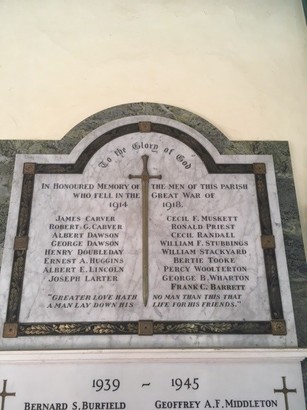 To the Glory of God
In Honoured Memory of the men of this Parish
who fell in the Great War of
1914 1918.
James Carver
Robert G. Carver
Albert Dawson
George Dawson
Henry Doubleday
Ernest A. Huggins
Albert E. Lincoln
Joseph Larter
Cecil F. Muskett
Ronald Priest
Cecil Randall
William F. Stubbings
William Stackyard
Bertie Tooke
Percy Woolterton
George B. Wharton
Frank C. Barrett
"Greater love hath no man than this that
a man lay down his life for his friends."
1939 ~ 1945
Bernard S. Burfield Geoffrey A.F. Middleton